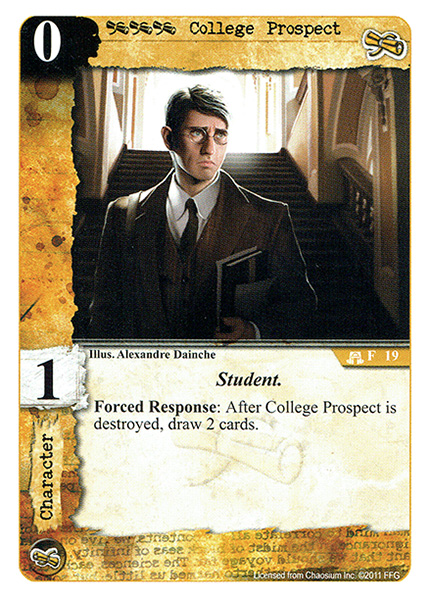 0
College Prospect
Illus. Alexandre Dainche
F 19
1
Character
Student.
Forced Response: After College Prospect is
destroyed, draw 2 cards.
Licensed from Chaosium Inc. ©2011 FFG